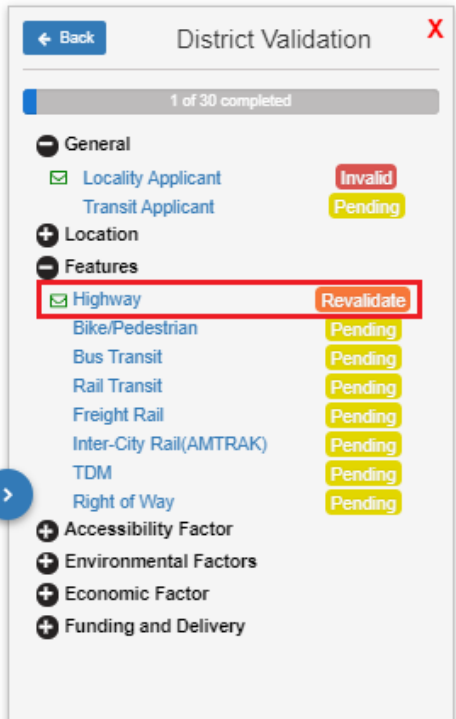 Back District Validation X
1 of 30 completed
General
Locality Applicant Invalid
Transit Applicant Pending
Location
Features
Highway Revalidate
Bike/Pedestrian Pending
Bus Transit Pending
Rail Transit Pending
Freight Rail Pending
Inter-City Rail(AMTRAK) Pending
TDM Pending
Right of Way Pending
Accessibility Factor
Environmental Factors
Economic Factor
Funding and Delivery